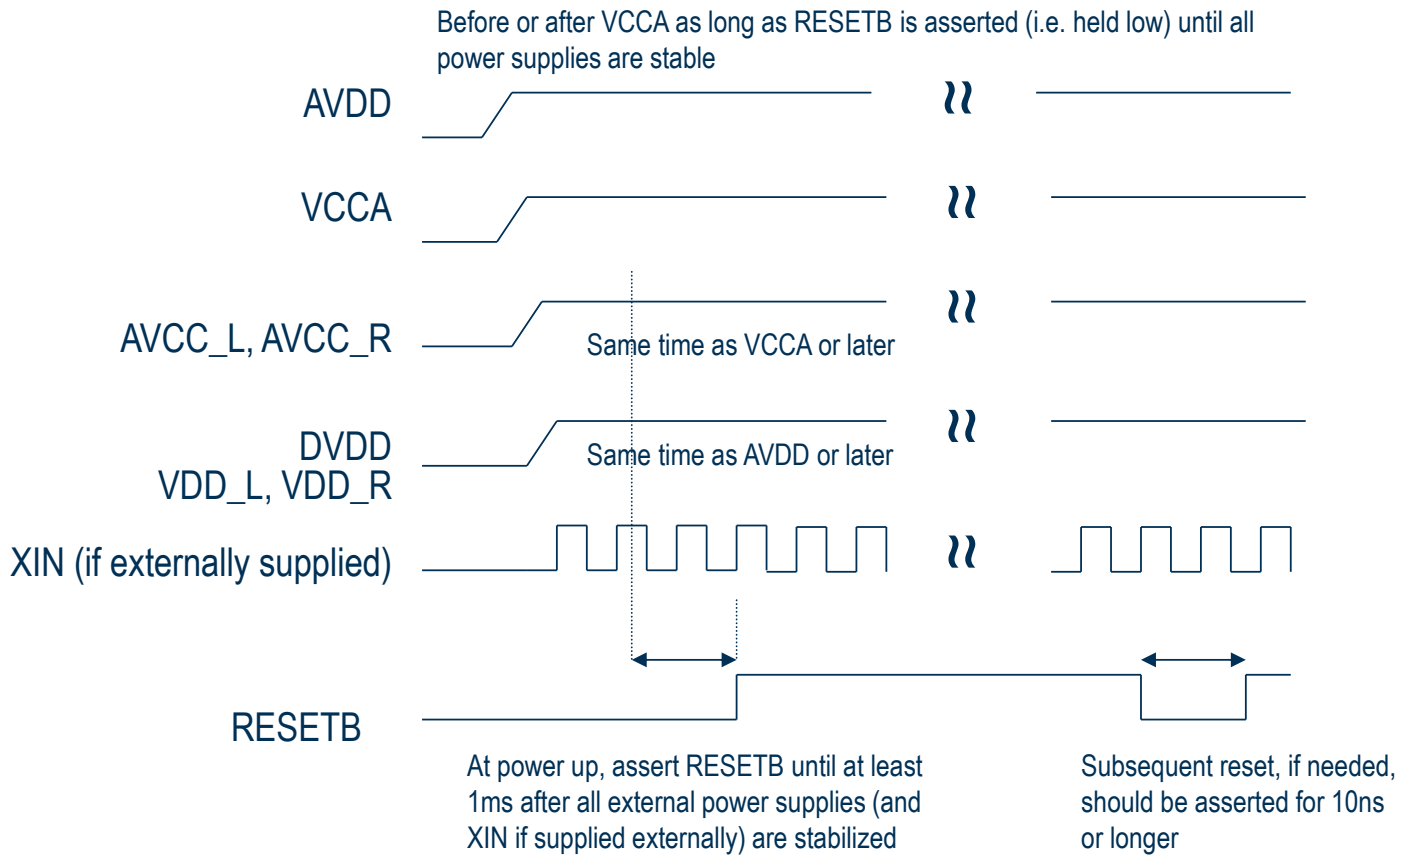 Before or after VCCA as long as RESETB is asserted (i.e. held low) until all
power supplies are stable
AVDD
VCCA
AVCC_L, AVCC_R
Same time as VCCA or later
DVDD
VDD_L, VDD_R
Same time as AVDD or later
XIN (if externally supplied)
RESETB
At power up, assert RESETB until at least
1ms after all external power supplies (and
XIN if supplied externally) are stabilized
Subsequent reset, if needed,
should be asserted for 10ns
or longer